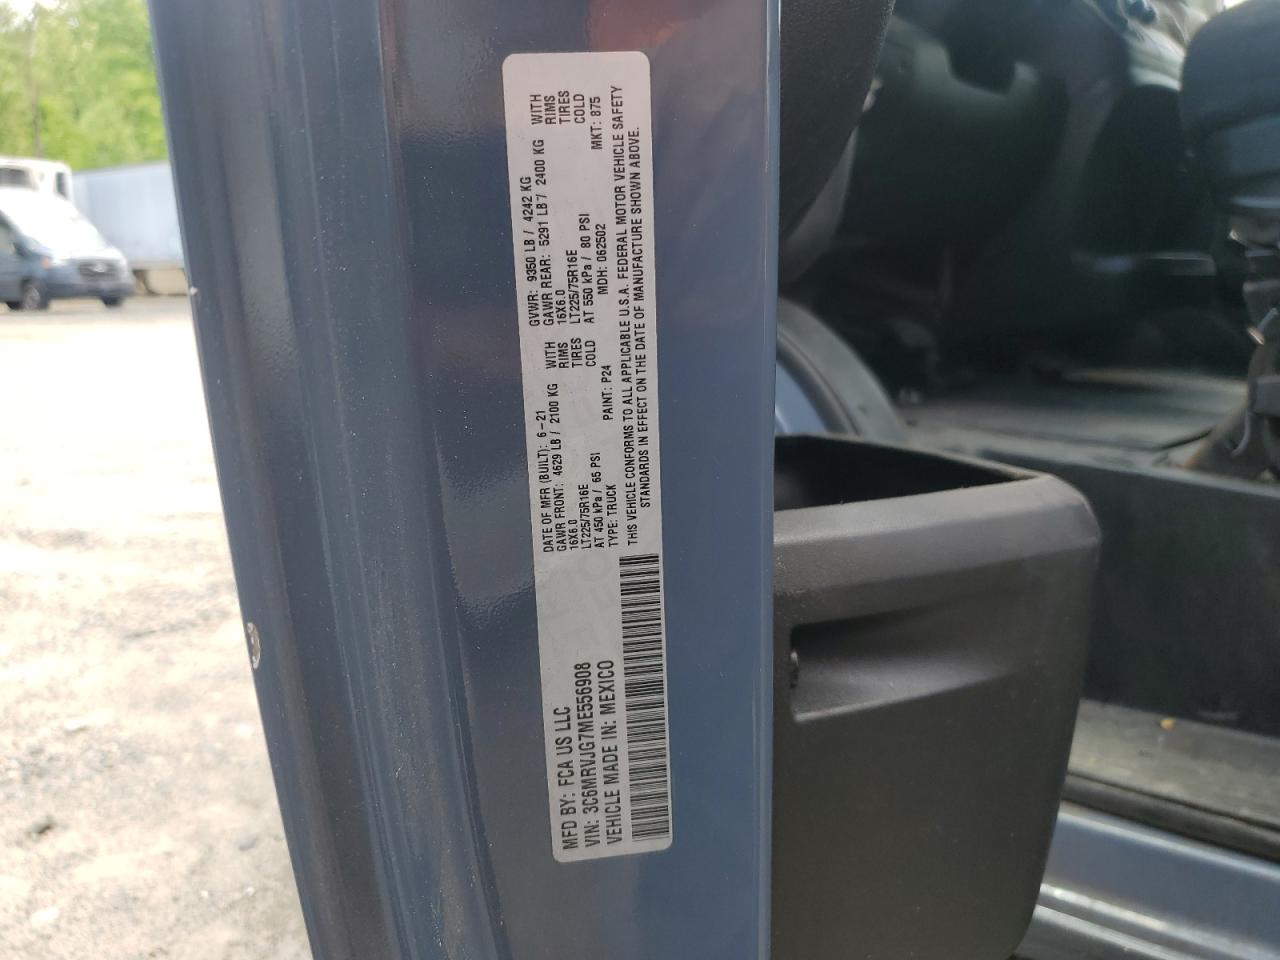 MFD BY: FCA US LLC
VIN: 3C6MRVJG7ME556908
VEHICLE MADE IN: MEXICO
DATE OF MFR (BUILT): 6-21 GVWR: 9350 LB / 4242 KG
GAWR FRONT: 4629 LB / 2100 KG WITH GAWR REAR: 5291 LB / 2400 KG WITH
16X6.0 RIMS 16X6.0 RIMS
LT225/75R16E TIRES LT225/75R16E TIRES
AT 450 kPa / 65 PSI COLD AT 550 kPa / 80 PSI COLD
TYPE: TRUCK PAINT: P24 MDH: 062502 MKT: 875
THIS VEHICLE CONFORMS TO ALL APPLICABLE U.S.A. FEDERAL MOTOR VEHICLE SAFETY
STANDARDS IN EFFECT ON THE DATE OF MANUFACTURE SHOWN ABOVE.